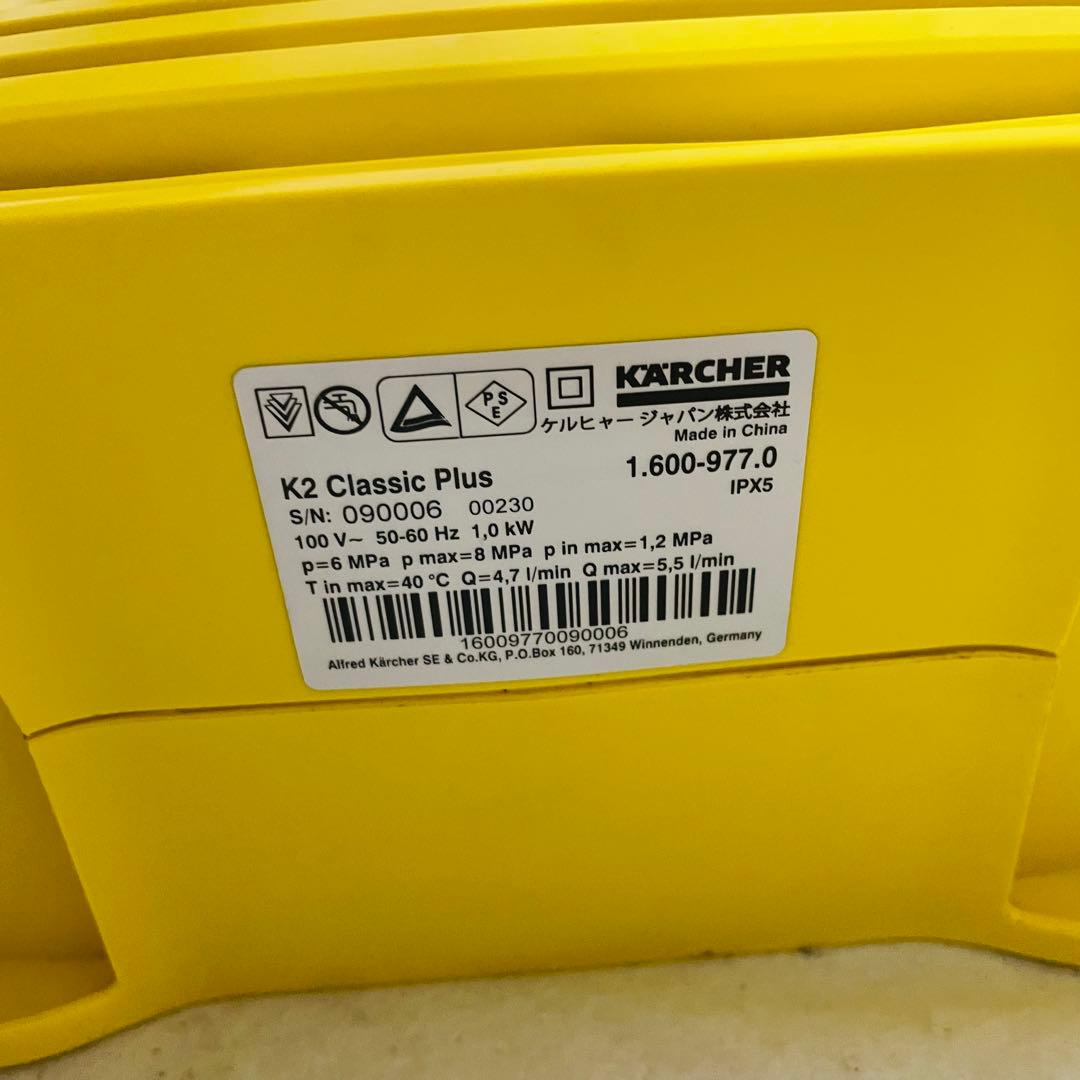 PSE
KÄRCHER
ケルヒャー ジャパン株式会社
Made in China
K2 Classic Plus
1.600-977.0
S/N: 090006 00230
IPX5
100 V~ 50-60 Hz 1,0 kW
p=6 MPa p max=8 MPa p in max=1,2 MPa
T in max=40 °C Q=4,7 l/min Q max=5,5 l/min
16009770090006
Alfred Kärcher SE & Co.KG, P.O.Box 160, 71349 Winnenden, Germany